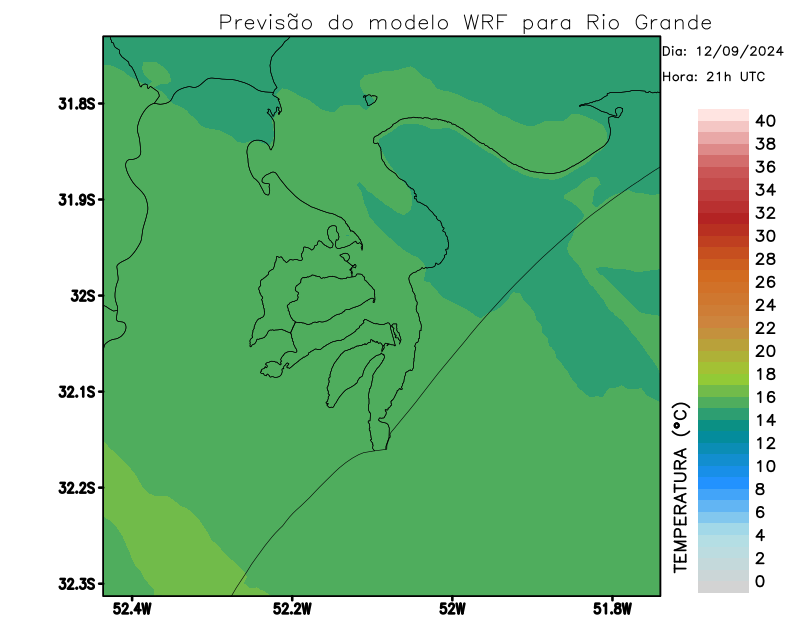 Previsão do modelo WRF para Rio Grande
Dia: 12/09/2024
Hora: 21h UTC
31.8S
31.9S
32S
32.1S
32.2S
32.3S
52.4W
52.2W
52W
51.8W
TEMPERATURA (°C)
40
38
36
34
32
30
28
26
24
22
20
18
16
14
12
10
8
6
4
2
0